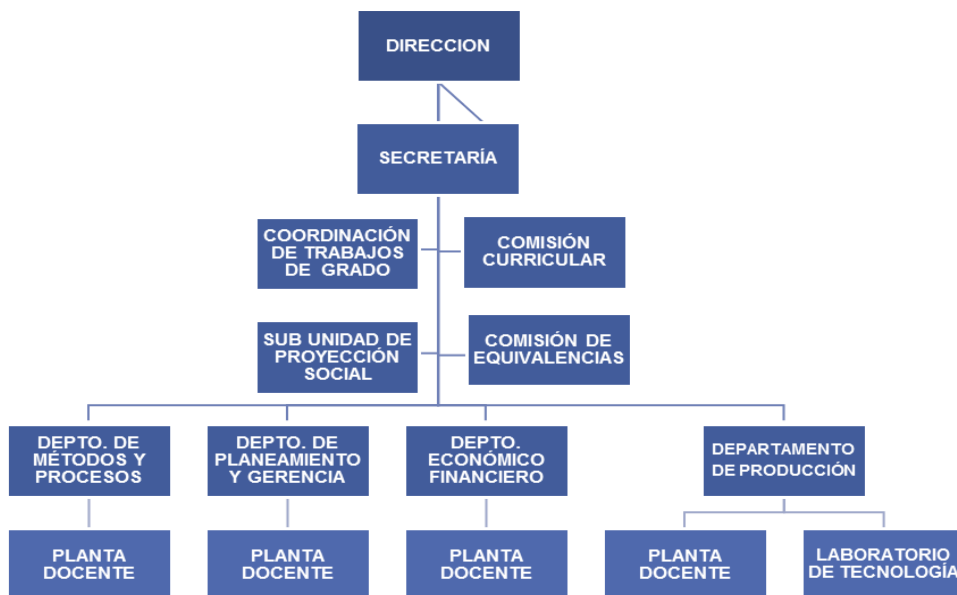 DIRECCION
SECRETARÍA
COORDINACIÓN
DE TRABAJOS
DE GRADO
COMISIÓN
CURRICULAR
SUB UNIDAD DE
PROYECCIÓN
SOCIAL
COMISIÓN DE
EQUIVALENCIAS
DEPTO. DE
MÉTODOS Y
PROCESOS
DEPTO. DE
PLANEAMIENTO
Y GERENCIA
DEPTO.
ECONÓMICO
FINANCIERO
DEPARTAMENTO
DE PRODUCCIÓN
PLANTA
DOCENTE
PLANTA
DOCENTE
PLANTA
DOCENTE
PLANTA
DOCENTE
LABORATORIO
DE TECNOLOGÍA